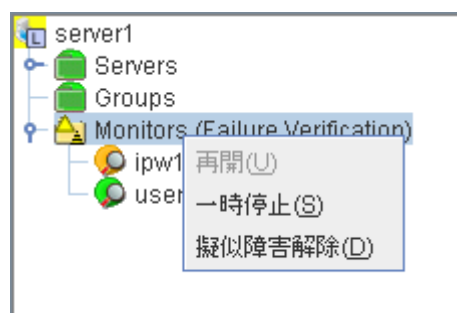 server1
Servers
Groups
Monitors (Failure Verification)
ipw1
user
再開(U)
一時停止(S)
擬似障害解除(D)